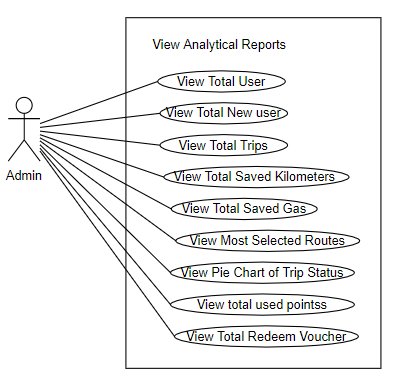 View Analytical Reports
View Total User
View Total New user
View Total Trips
View Total Saved Kilometers
Admin
View Total Saved Gas
View Most Selected Routes
View Pie Chart of Trip Status
View total used pointss
View Total Redeem Voucher